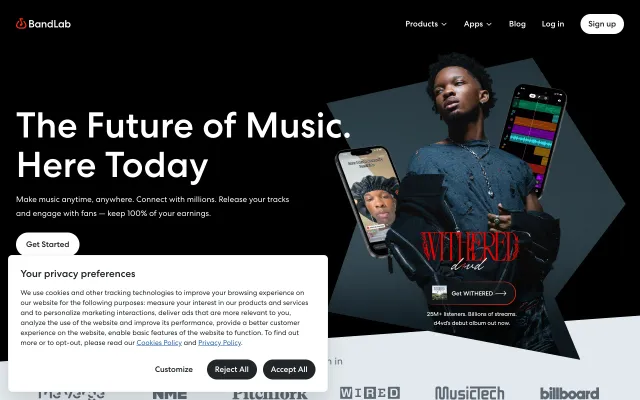 BandLab
Products
Apps
Blog
Log in
Sign up
The Future of Music.
Here Today
Make music anytime, anywhere. Connect with millions. Release your tracks
and engage with fans — keep 100% of your earnings.
Get Started
WITHERED
d4vd
Get WITHERED
25M+ listeners. Billions of streams.
d4vd's debut album out now.
Your privacy preferences
We use cookies and other tracking technologies to improve your browsing experience on
our website for the following purposes: measure your interest in our products and services
and to personalize marketing interactions, deliver ads that are more relevant to you,
analyze the use of the website and improve its performance, provide a better customer
experience on the website, enable basic features of the website to function. To find out
more or to opt-out, please read our Cookies Policy and Privacy Policy.
Customize
Reject All
Accept All
in
NME
Pitchfork
WIRED
MusicTech
billboard